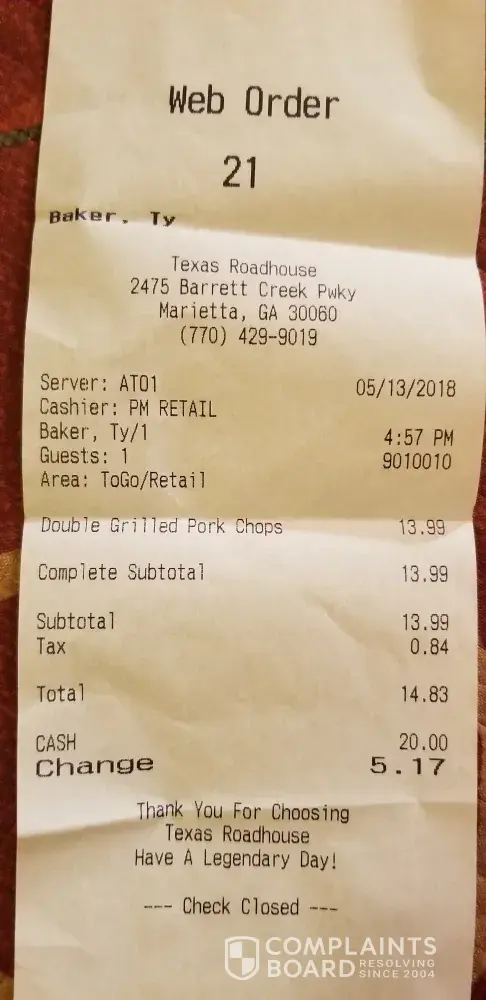 Web Order
21
Baker, Ty
Texas Roadhouse
2475 Barrett Creek Pwky
Marietta, GA 30060
(770) 429-9019
Server: AT01 05/13/2018
Cashier: PM RETAIL
Baker, Ty/1 4:57 PM
Guests: 1 9010010
Area: ToGo/Retail
Double Grilled Pork Chops 13.99
Complete Subtotal 13.99
Subtotal 13.99
Tax 0.84
Total 14.83
CASH 20.00
Change 5.17
Thank You For Choosing
Texas Roadhouse
Have A Legendary Day!
--- Check Closed ---
COMPLAINTS
BOARD RESOLVING
SINCE 2004